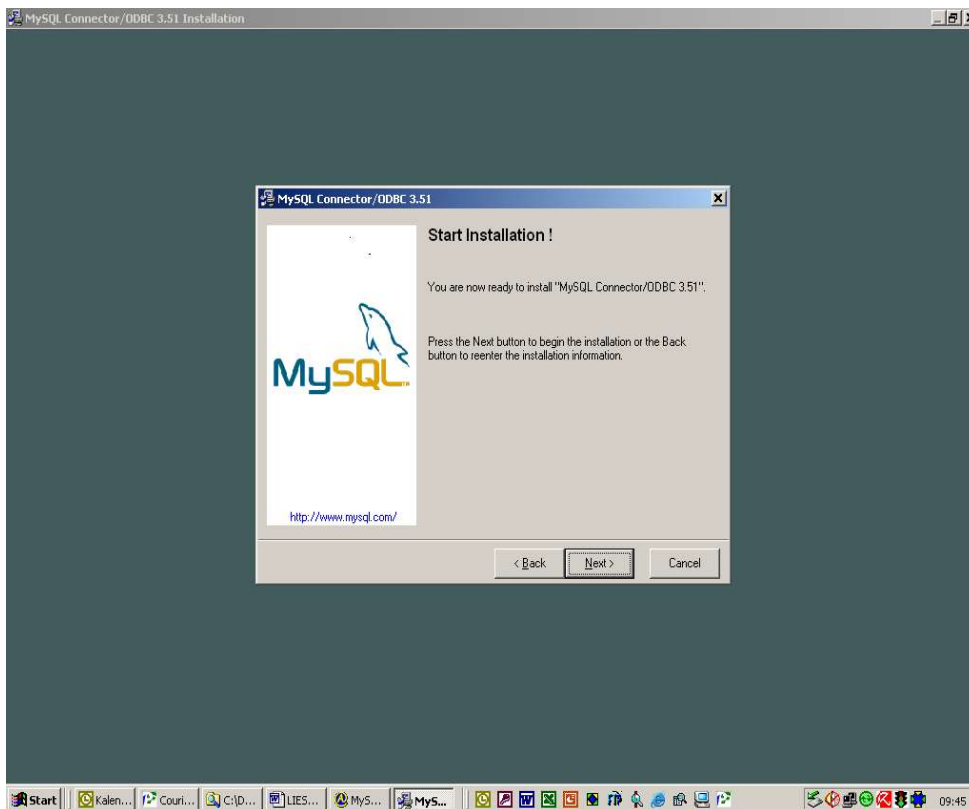 MySQL Connector/ODBC 3.51 Installation
MySQL Connector/ODBC 3.51
Start Installation !
You are now ready to install "MySQL Connector/ODBC 3.51".
Press the Next button to begin the installation or the Back
button to reenter the installation information.
MySQL
http://www.mysql.com/
< Back
Next >
Cancel
Start
Kalen...
Couri...
C:\D...
LIES...
MyS...
MyS...
09:45